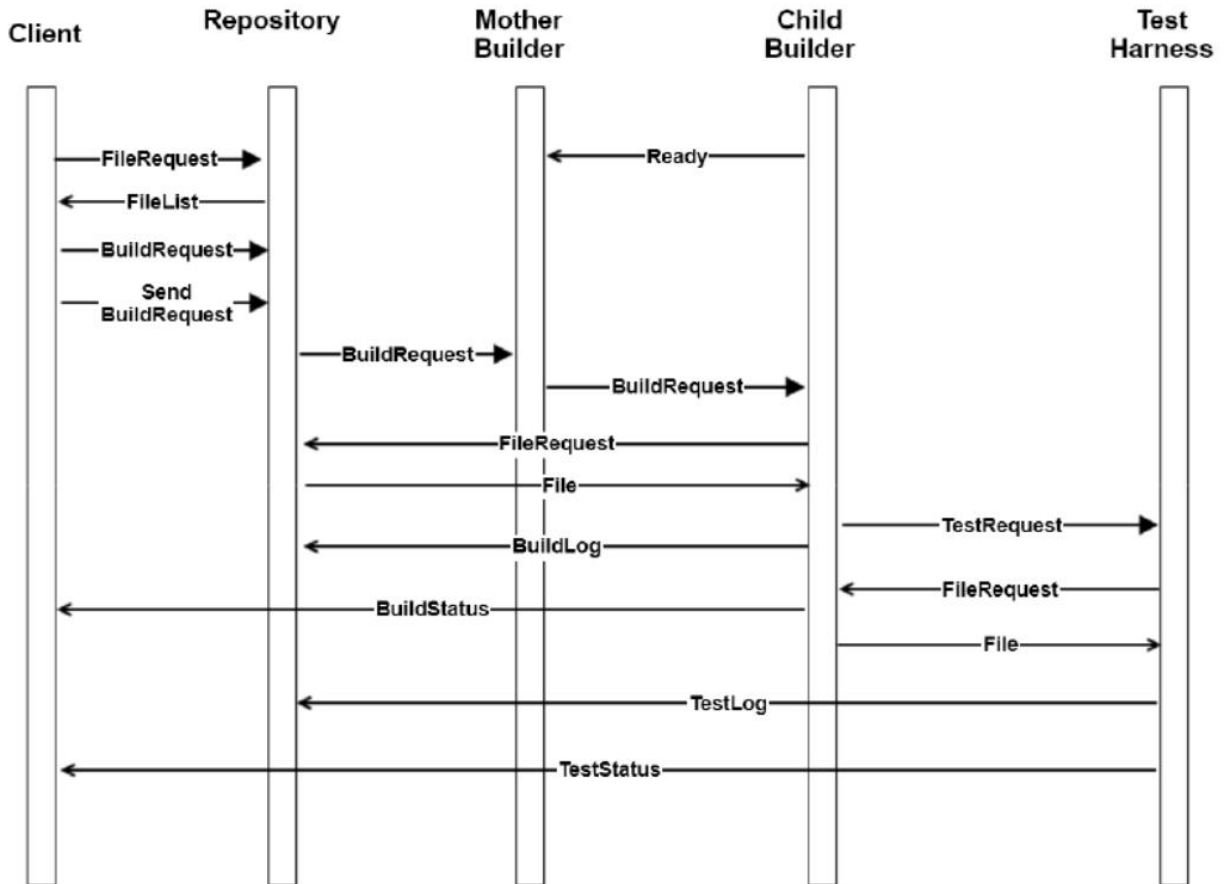 Client
Repository
Mother
Builder
Child
Builder
Test
Harness
FileRequest
Ready
FileList
BuildRequest
Send
BuildRequest
BuildRequest
BuildRequest
FileRequest
File
TestRequest
BuildLog
FileRequest
BuildStatus
File
TestLog
TestStatus